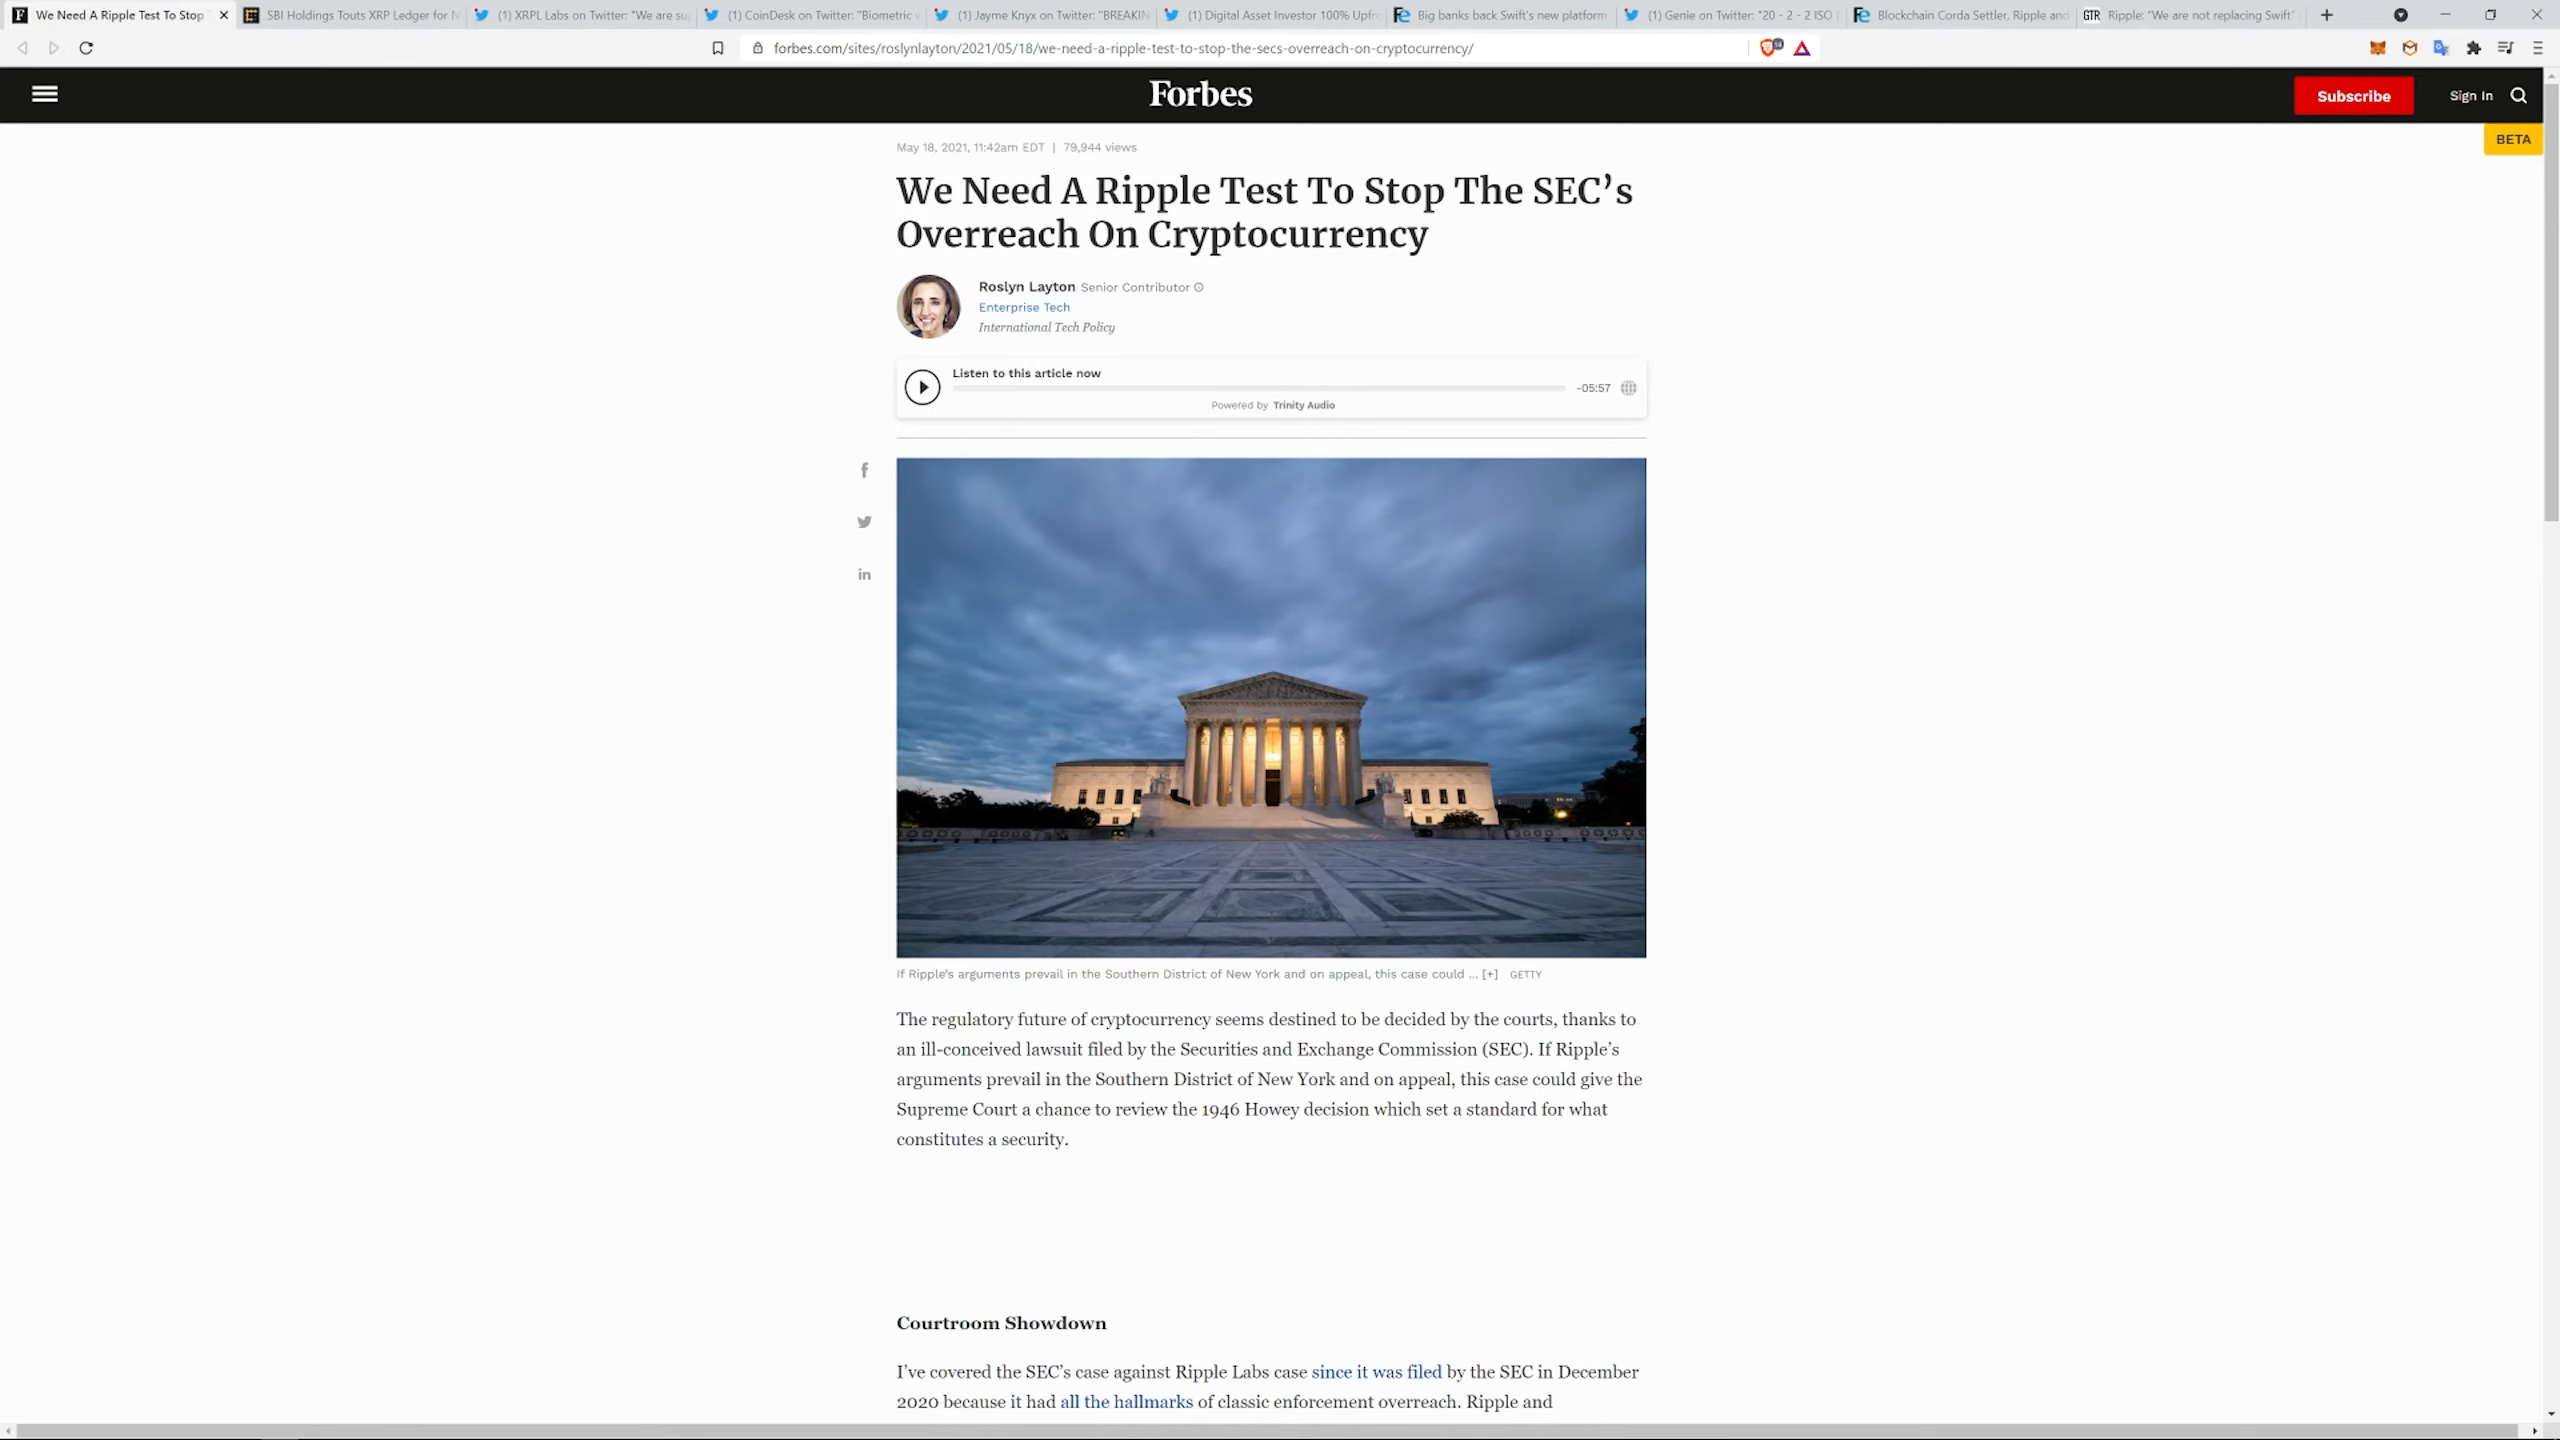 We Need A Ripple Test To Stop
SBI Holdings Touts XRP Ledger for N
(1) XRPL Labs on Twitter: "We are su
(1) CoinDesk on Twitter: "Biometric
(1) Jayme Knyx on Twitter: "BREAKIN
(1) Digital Asset Investor 100% Upfr
Big banks back Swift's new platform
(1) Genie on Twitter: "20 - 2 - 2 ISO
Blockchain Corda Settler, Ripple and
GTR Ripple: "We are not replacing Swift"
forbes.com/sites/roslynlayton/2021/05/18/we-need-a-ripple-test-to-stop-the-secs-overreach-on-cryptocurrency/
Forbes
Subscribe
Sign In
BETA
May 18, 2021, 11:42am EDT | 79,944 views
We Need A Ripple Test To Stop The SEC's
Overreach On Cryptocurrency
Roslyn Layton Senior Contributor
Enterprise Tech
International Tech Policy
Listen to this article now
-05:57
Powered by Trinity Audio
If Ripple's arguments prevail in the Southern District of New York and on appeal, this case could ... [+] GETTY
The regulatory future of cryptocurrency seems destined to be decided by the courts, thanks to
an ill-conceived lawsuit filed by the Securities and Exchange Commission (SEC). If Ripple's
arguments prevail in the Southern District of New York and on appeal, this case could give the
Supreme Court a chance to review the 1946 Howey decision which set a standard for what
constitutes a security.
Courtroom Showdown
I've covered the SEC's case against Ripple Labs case since it was filed by the SEC in December
2020 because it had all the hallmarks of classic enforcement overreach. Ripple and